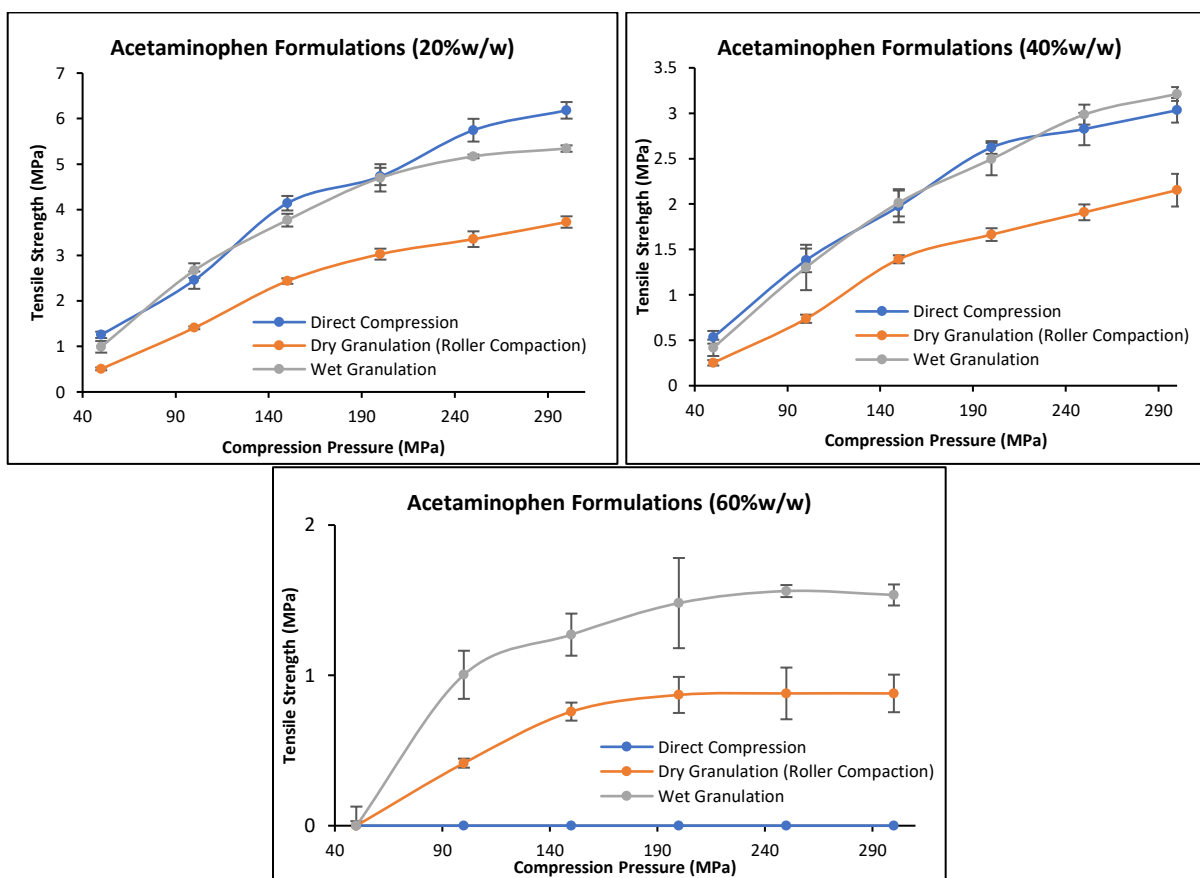 Acetaminophen Formulations (20%w/w)
Tensile Strength (MPa)
7
6
5
4
3
2
1
0
Direct Compression
Dry Granulation (Roller Compaction)
Wet Granulation
40 90 140 190 240 290
Compression Pressure (MPa)
Acetaminophen Formulations (40%w/w)
Tensile Strehgth (MPa)
3.5
3
2.5
2
1.5
1
0.5
0
Direct Compression
Dry Granulation (Roller Compaction)
Wet Granulation
40 90 140 190 240 290
Compression Pressure (MPa)
Acetaminophen Formulations (60%w/w)
Tensile Strength (MPa)
2
1
0
Direct Compression
Dry Granulation (Roller Compaction)
Wet Granulation
40 90 140 190 240 290
Compression Pressure (MPa)